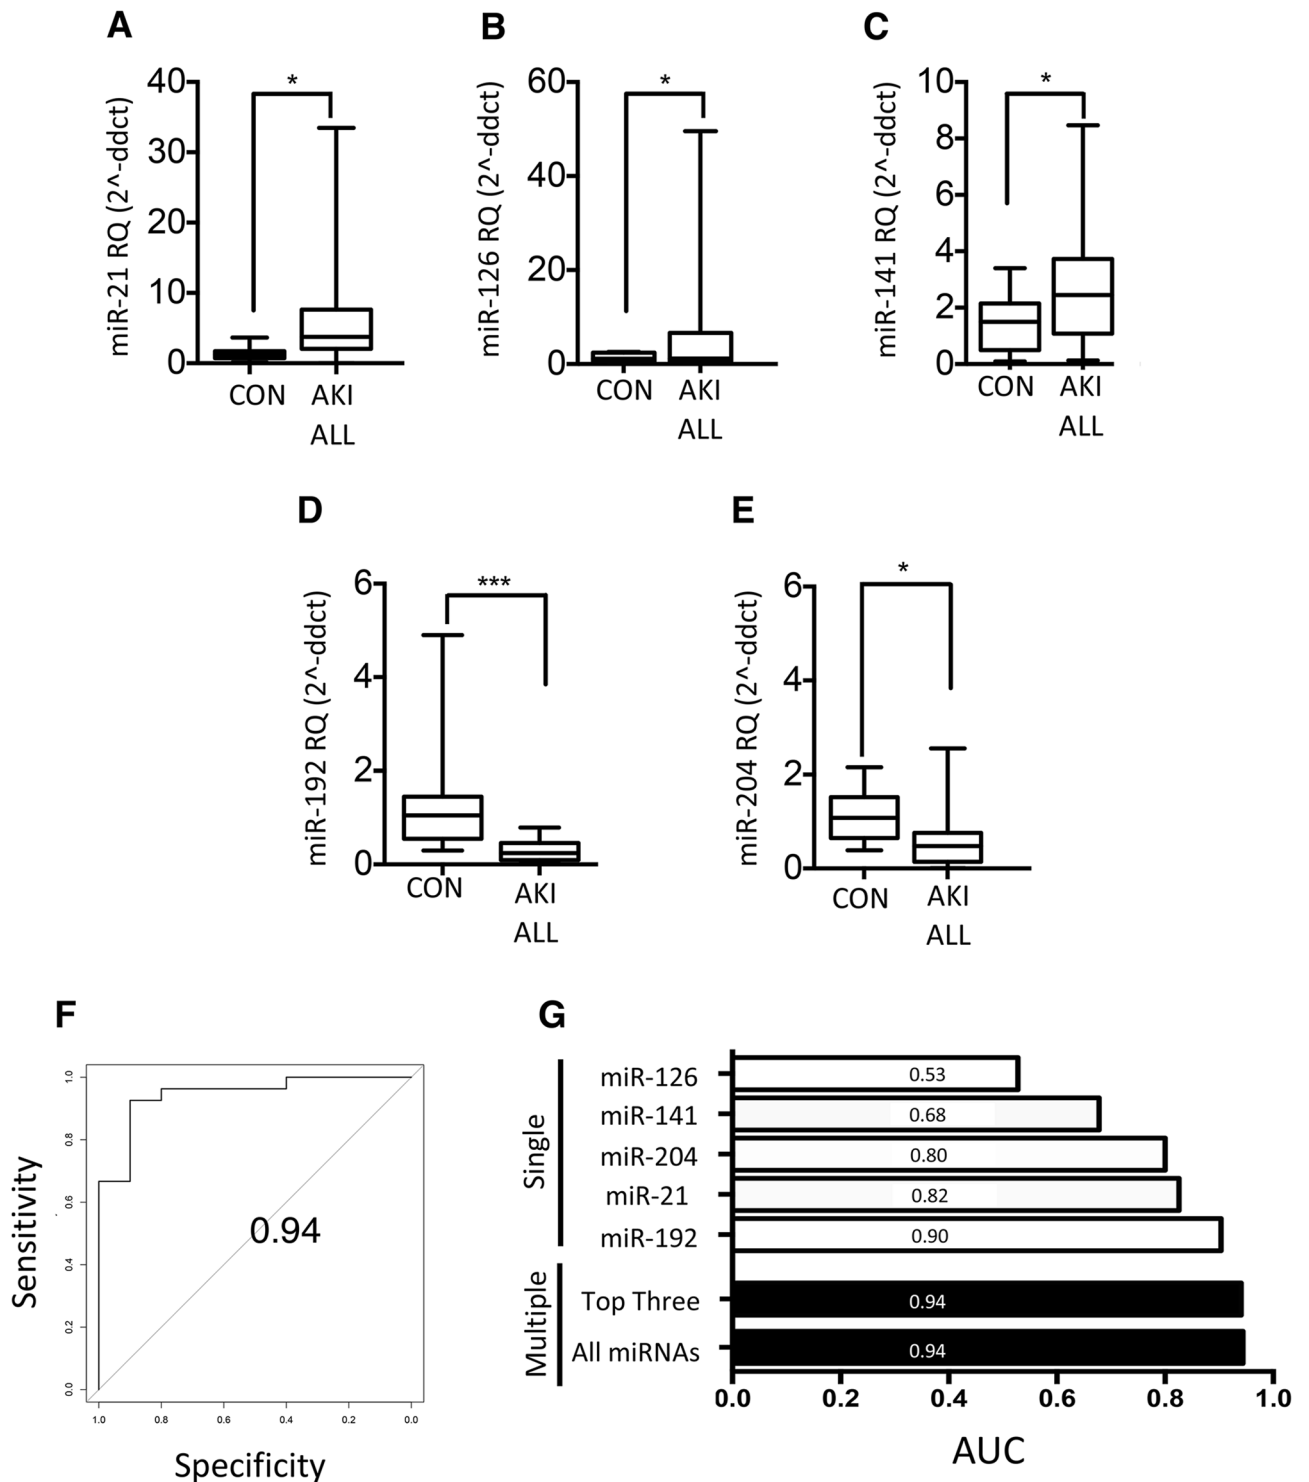 A
miR-21 RQ (2^-ddct)
40
30
20
10
0
*
CON
AKI
ALL
B
miR-126 RQ (2^-ddct)
60
40
20
0
*
CON
AKI
ALL
C
miR-141 RQ (2^-ddct)
10
8
6
4
2
0
*
CON
AKI
ALL
D
miR-192 RQ (2^-ddct)
6
4
2
0
***
CON
AKI
ALL
E
miR-204 RQ (2^-ddct)
6
4
2
0
*
CON
AKI
ALL
F
Sensitivity
1.0
0.8
0.6
0.4
0.2
0.0
0.94
1.0 0.8 0.6 0.4 0.2 0.0
Specificity
G
Single
miR-126 0.53
miR-141 0.68
miR-204 0.80
miR-21 0.82
miR-192 0.90
Multiple
Top Three 0.94
All miRNAs 0.94
0.0 0.2 0.4 0.6 0.8 1.0
AUC